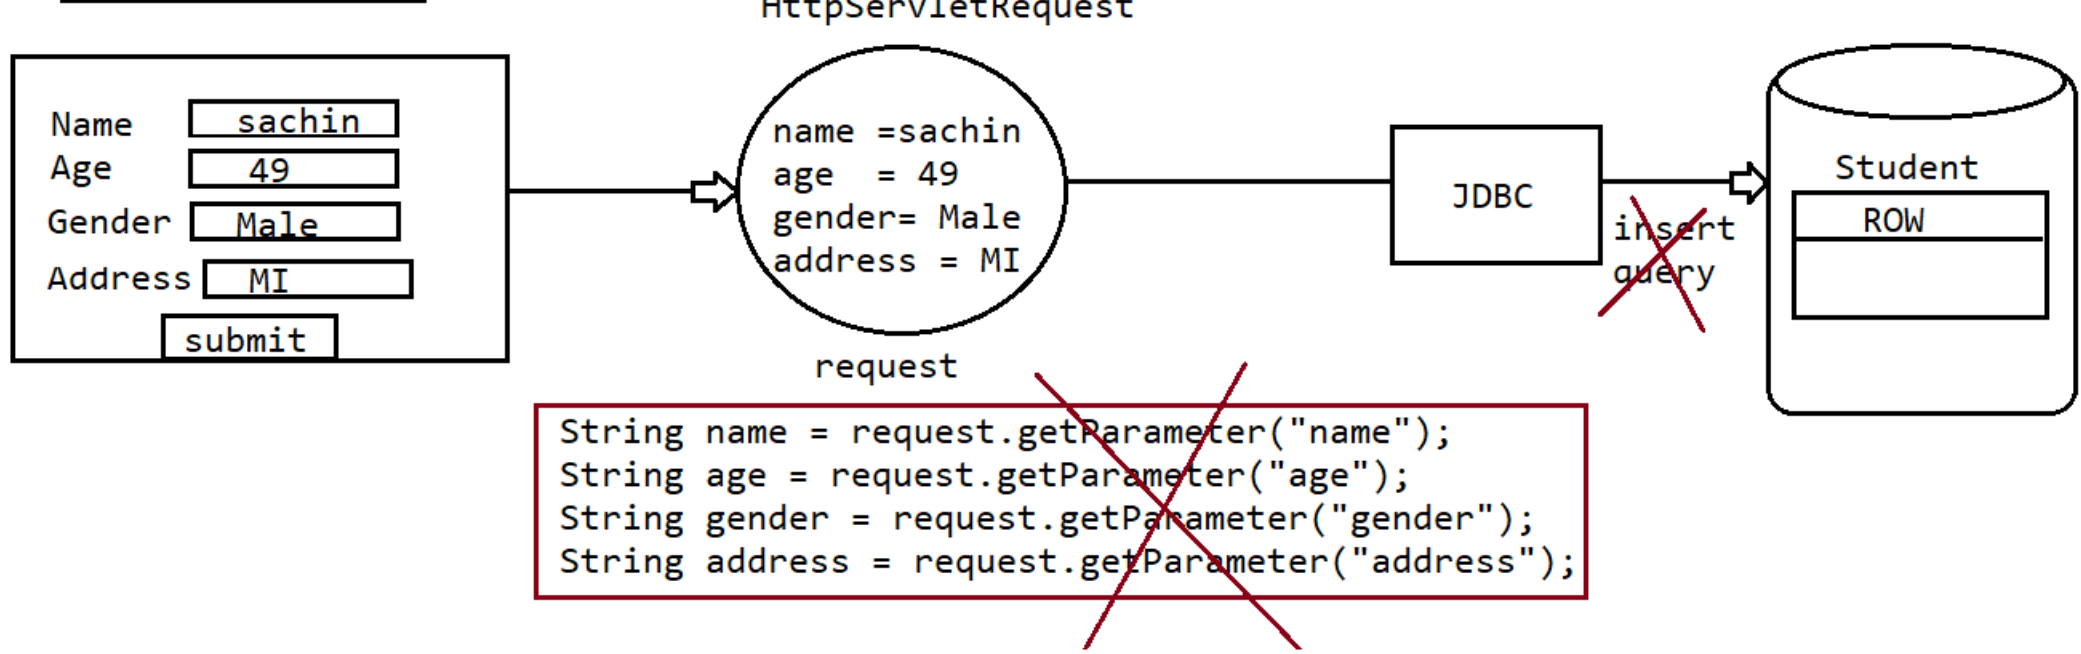 HttpServletRequest
Name sachin
Age 49
Gender Male
Address MI
submit
name =sachin
age = 49
gender= Male
address = MI
request
JDBC
insert
query
Student
ROW
String name = request.getParameter("name");
String age = request.getParameter("age");
String gender = request.getParameter("gender");
String address = request.getParameter("address");